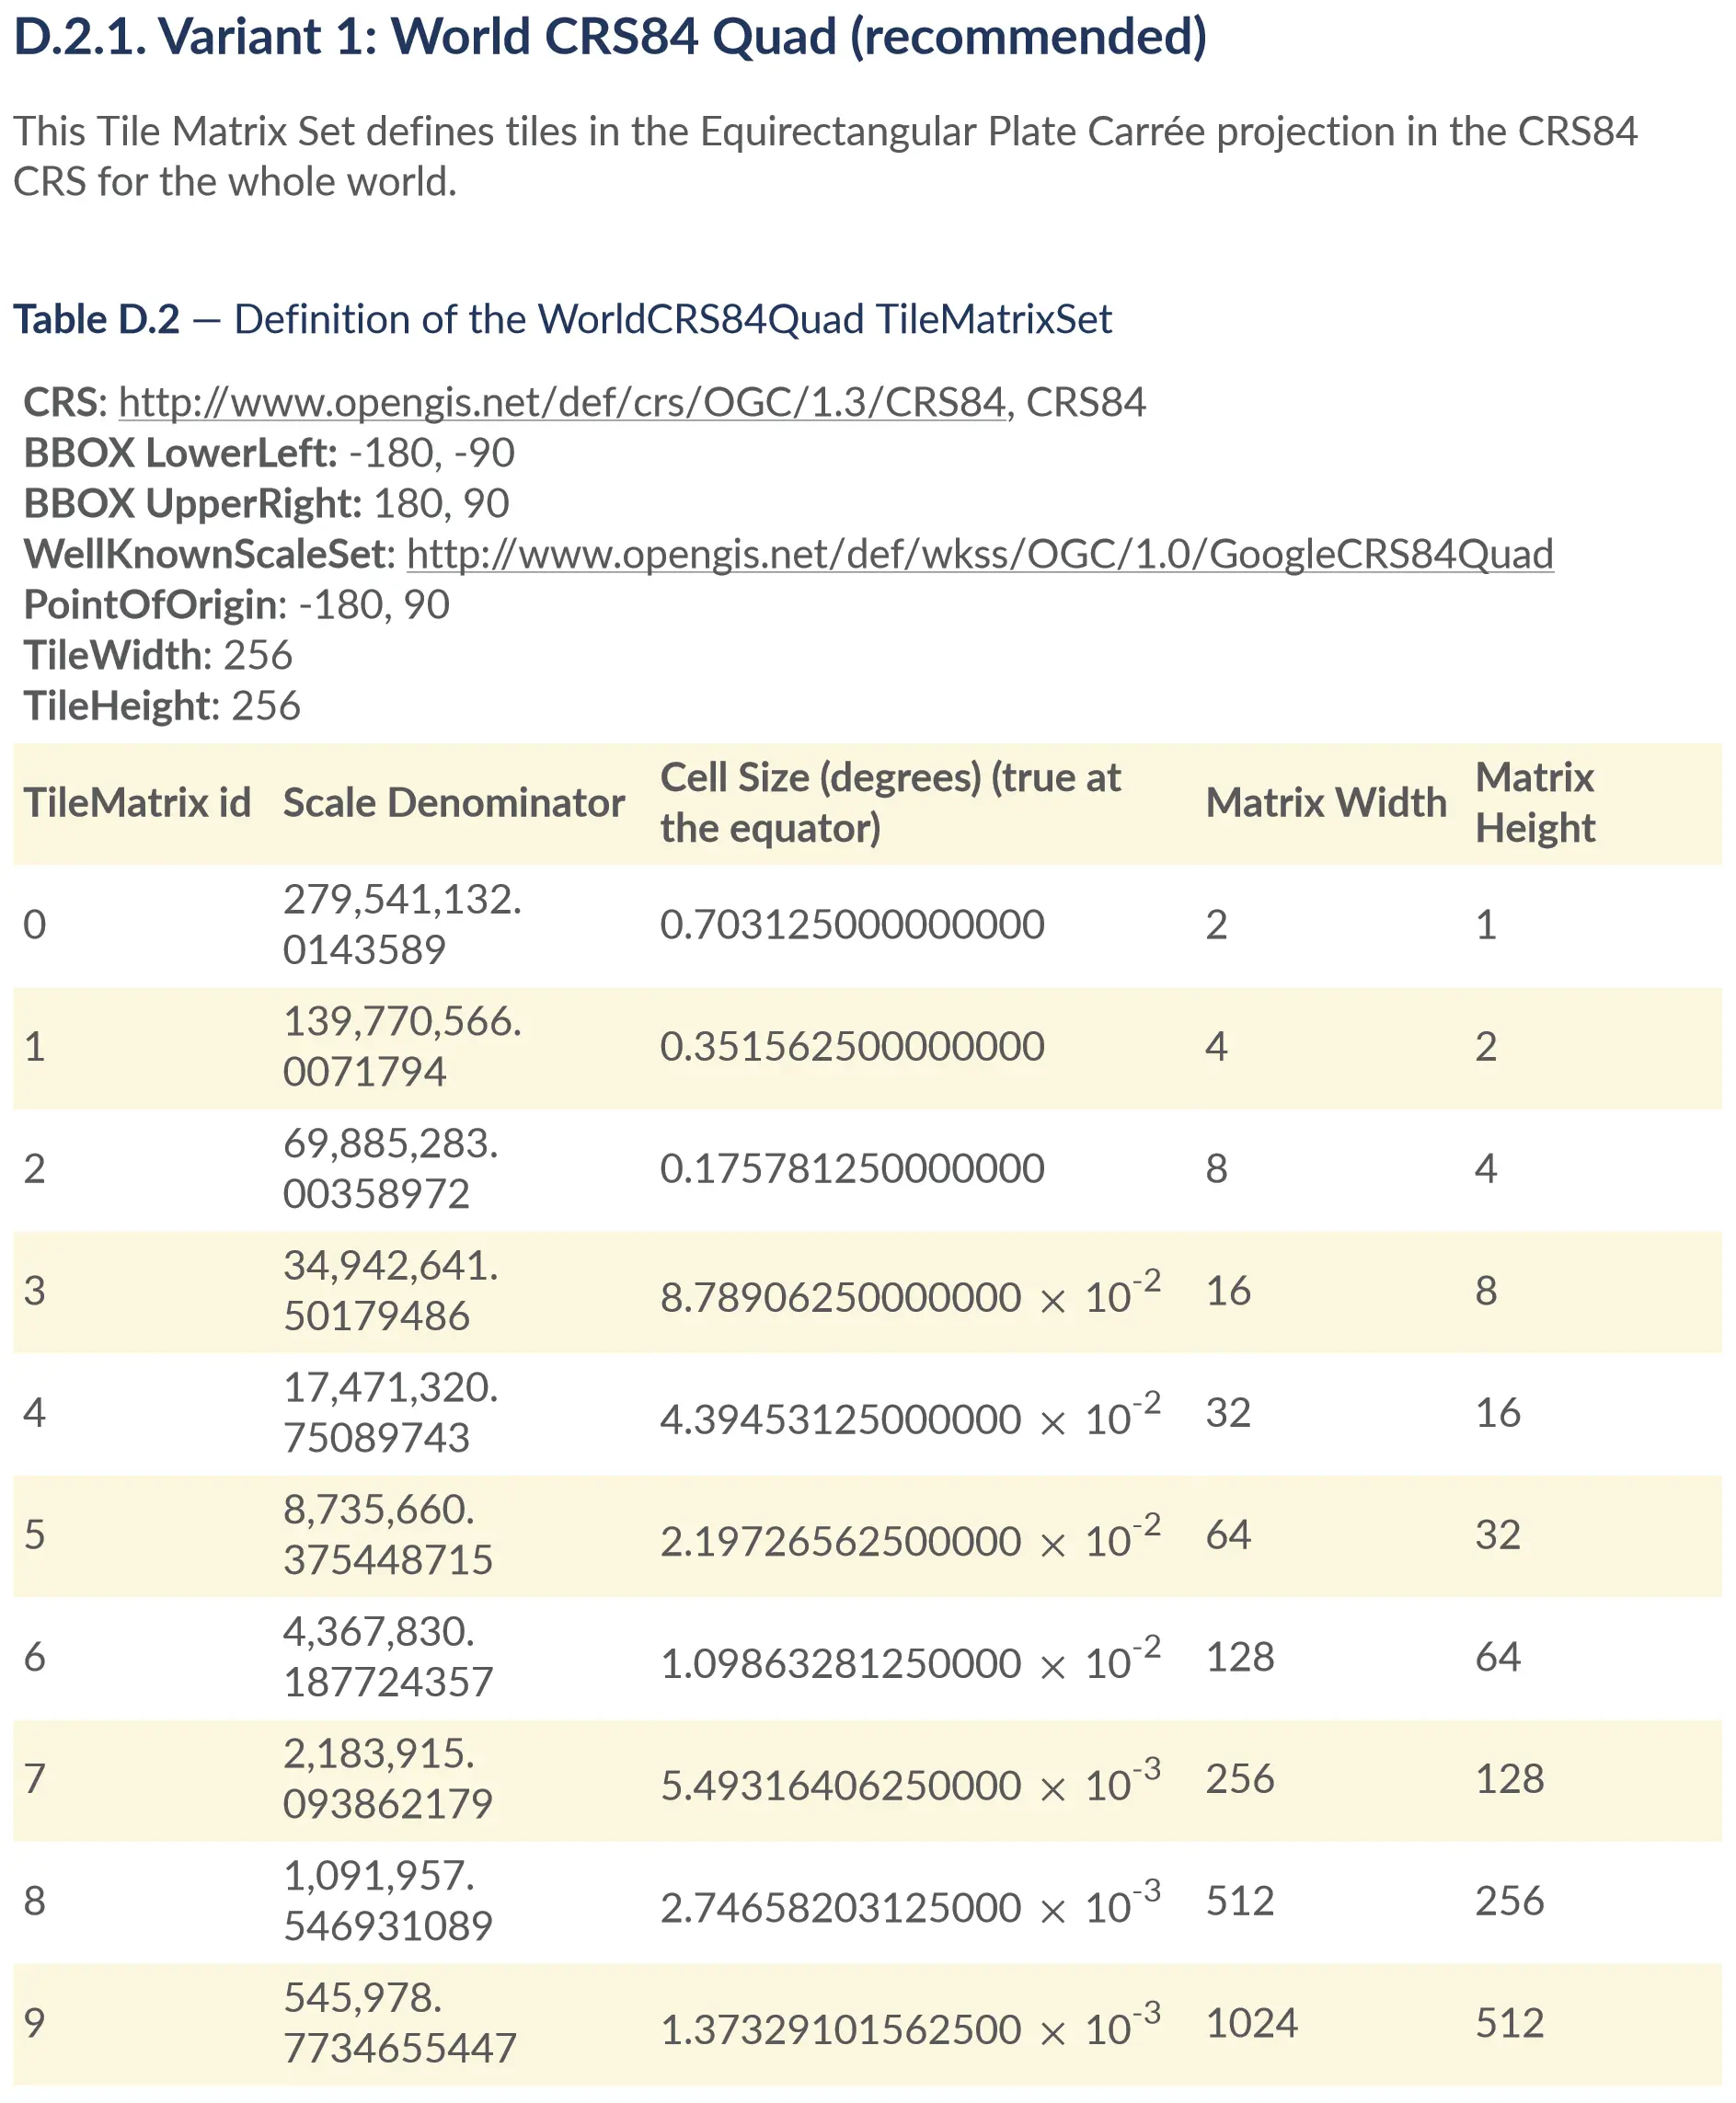 D.2.1. Variant 1: World CRS84 Quad (recommended)
This Tile Matrix Set defines tiles in the Equirectangular Plate Carrée projection in the CRS84
CRS for the whole world.
Table D.2 — Definition of the WorldCRS84Quad TileMatrixSet
CRS: http://www.opengis.net/def/crs/OGC/1.3/CRS84, CRS84
BBOX LowerLeft: -180, -90
BBOX UpperRight: 180, 90
WellKnownScaleSet: http://www.opengis.net/def/wkss/OGC/1.0/GoogleCRS84Quad
PointOfOrigin: -180, 90
TileWidth: 256
TileHeight: 256
TileMatrix id Scale Denominator Cell Size (degrees) (true at the equator) Matrix Width Matrix Height
0 279,541,132.0143589 0.703125000000000 2 1
1 139,770,566.0071794 0.351562500000000 4 2
2 69,885,283.00358972 0.175781250000000 8 4
3 34,942,641.50179486 8.78906250000000 × 10-2 16 8
4 17,471,320.75089743 4.39453125000000 × 10-2 32 16
5 8,735,660.375448715 2.19726562500000 × 10-2 64 32
6 4,367,830.187724357 1.09863281250000 × 10-2 128 64
7 2,183,915.093862179 5.49316406250000 × 10-3 256 128
8 1,091,957.546931089 2.74658203125000 × 10-3 512 256
9 545,978.7734655447 1.37329101562500 × 10-3 1024 512